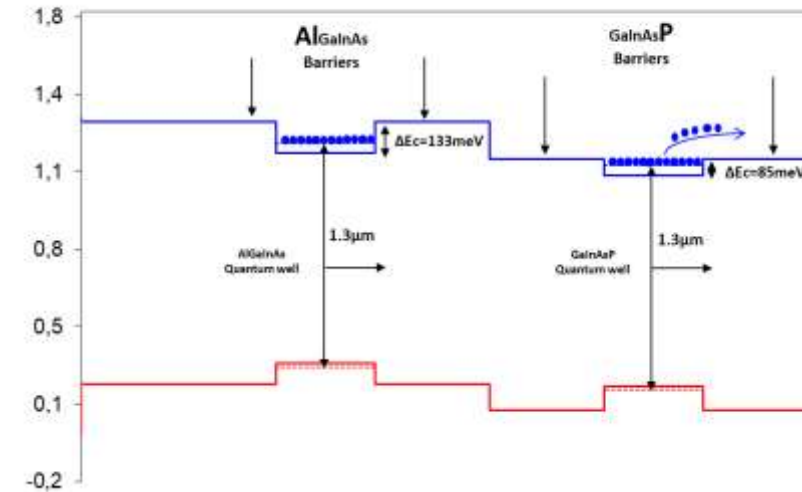 1,8
1,4
1,1
0,8
0,5
0.1
-0,2
AlGaInAs
Barriers
GaInAsP
Barriers
ΔEc=133meV
ΔEc=85meV
1.3µm
1.3µm
AlGaInAs
Quantum well
GaInAsP
Quantum well